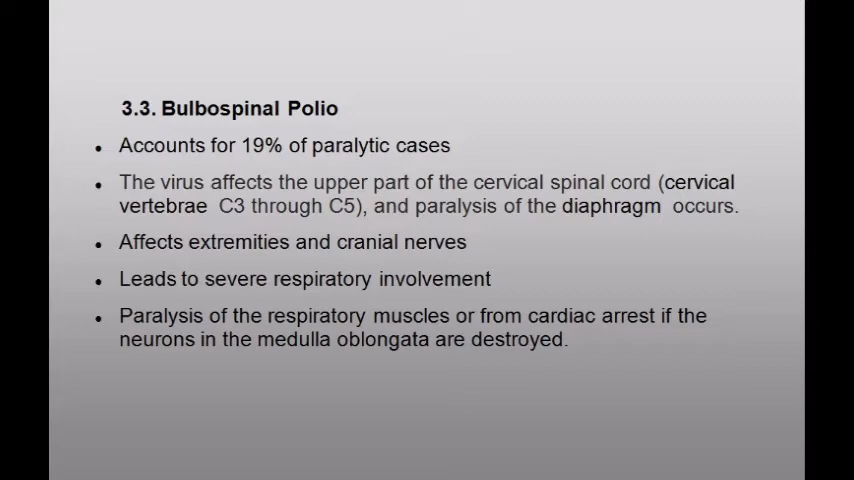 3.3. Bulbospinal Polio
• Accounts for 19% of paralytic cases
• The virus affects the upper part of the cervical spinal cord (cervical
vertebrae C3 through C5), and paralysis of the diaphragm occurs.
• Affects extremities and cranial nerves
• Leads to severe respiratory involvement
• Paralysis of the respiratory muscles or from cardiac arrest if the
neurons in the medulla oblongata are destroyed.